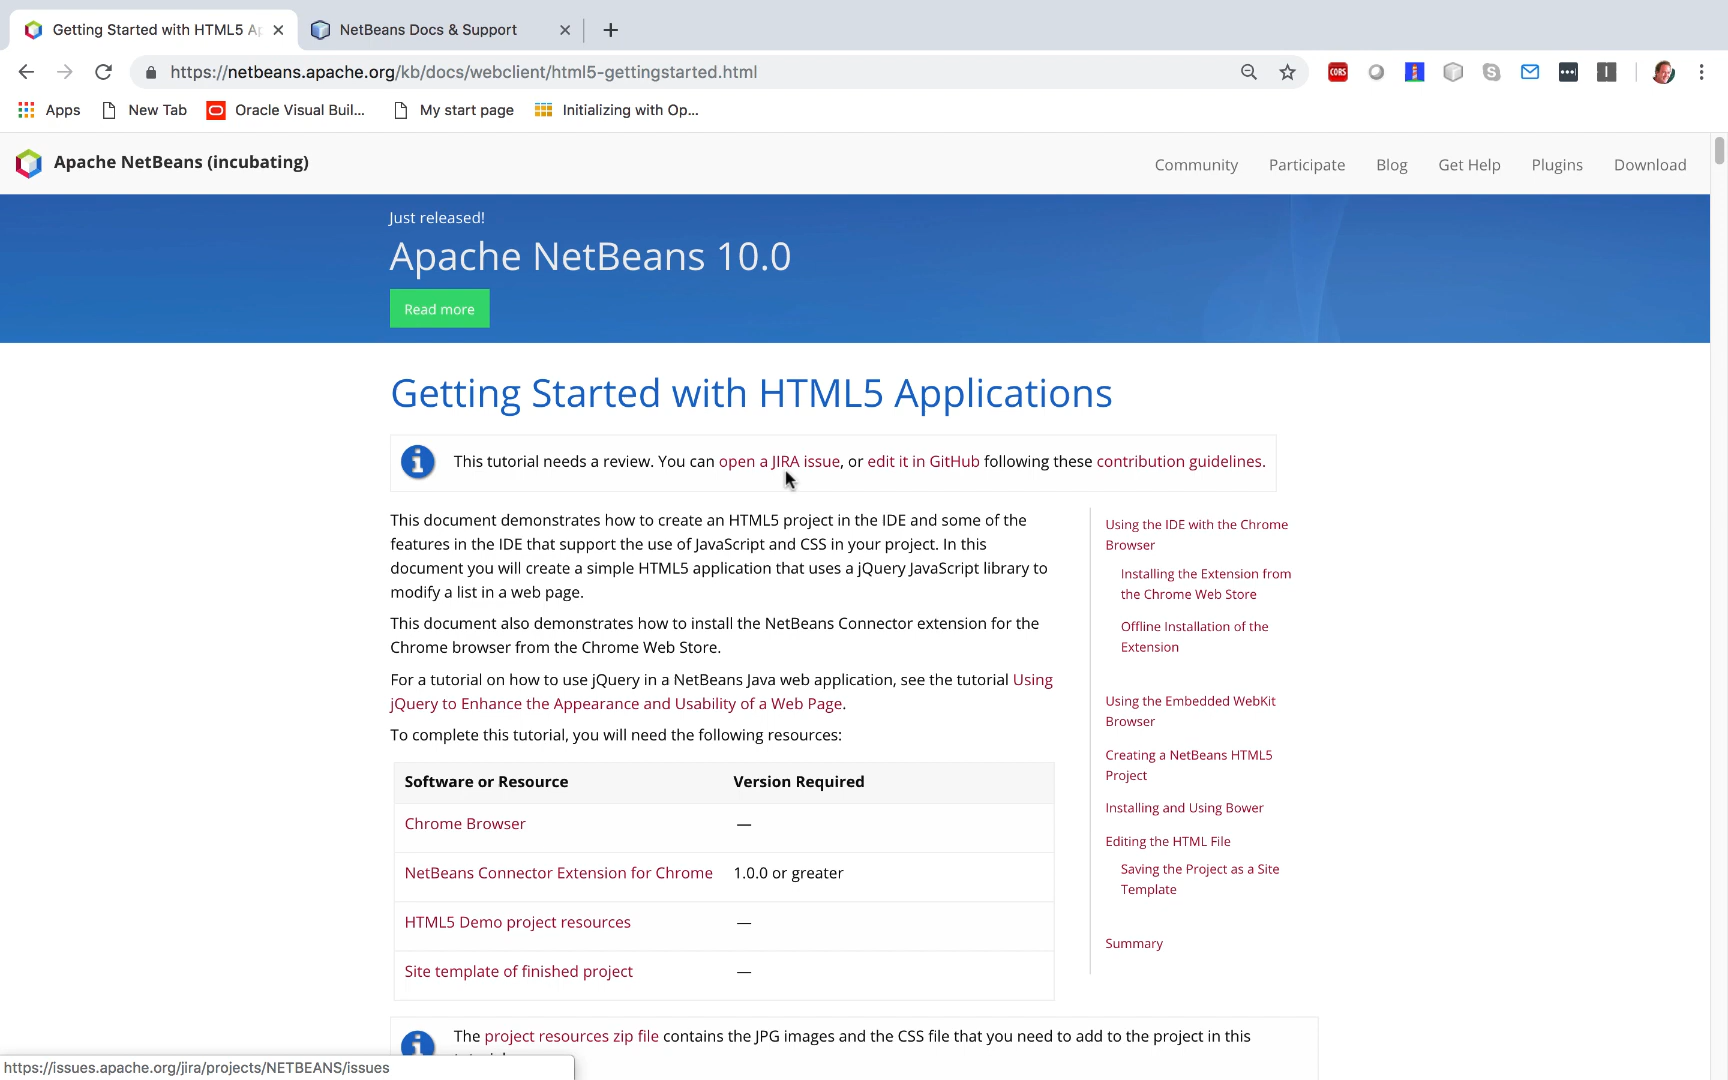 Getting Started with HTML5 Ap
NetBeans Docs & Support
https://netbeans.apache.org/kb/docs/webclient/html5-gettingstarted.html
CORS
Apps
New Tab
Oracle Visual Buil...
My start page
Initializing with Op...
Apache NetBeans (incubating)
Community
Participate
Blog
Get Help
Plugins
Download
Just released!
Apache NetBeans 10.0
Read more
Getting Started with HTML5 Applications
This tutorial needs a review. You can open a JIRA issue, or edit it in GitHub following these contribution guidelines.
This document demonstrates how to create an HTML5 project in the IDE and some of the
features in the IDE that support the use of JavaScript and CSS in your project. In this
document you will create a simple HTML5 application that uses a jQuery JavaScript library to
modify a list in a web page.
This document also demonstrates how to install the NetBeans Connector extension for the
Chrome browser from the Chrome Web Store.
For a tutorial on how to use jQuery in a NetBeans Java web application, see the tutorial Using
jQuery to Enhance the Appearance and Usability of a Web Page.
To complete this tutorial, you will need the following resources:
Software or Resource Version Required
Chrome Browser —
NetBeans Connector Extension for Chrome 1.0.0 or greater
HTML5 Demo project resources —
Site template of finished project —
Using the IDE with the Chrome
Browser
Installing the Extension from
the Chrome Web Store
Offline Installation of the
Extension
Using the Embedded WebKit
Browser
Creating a NetBeans HTML5
Project
Installing and Using Bower
Editing the HTML File
Saving the Project as a Site
Template
Summary
The project resources zip file contains the JPG images and the CSS file that you need to add to the project in this
https://issues.apache.org/jira/projects/NETBEANS/issues